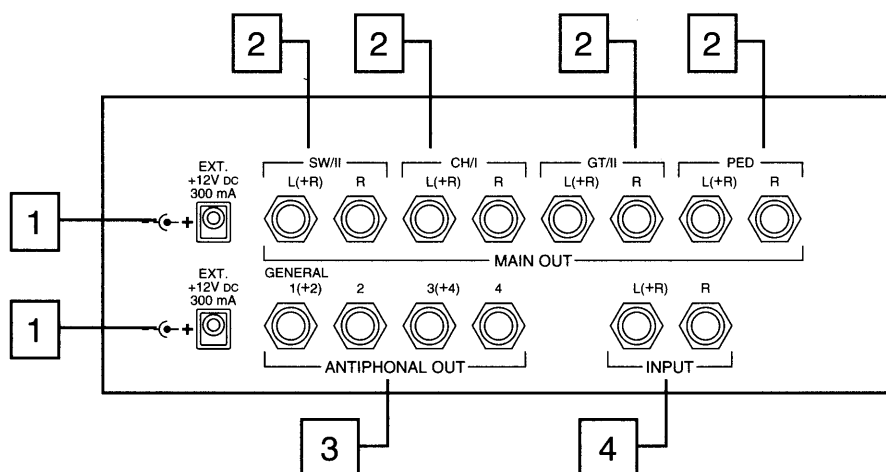 2 2 2 2
SW/II CH/I GT/II PED
EXT.
+12V DC
300 mA
L(+R) R L(+R) R L(+R) R L(+R) R
1
- +
MAIN OUT
EXT.
+12V DC
300 mA
GENERAL
1(+2) 2 3(+4) 4 L(+R) R
1
- +
ANTIPHONAL OUT INPUT
3 4